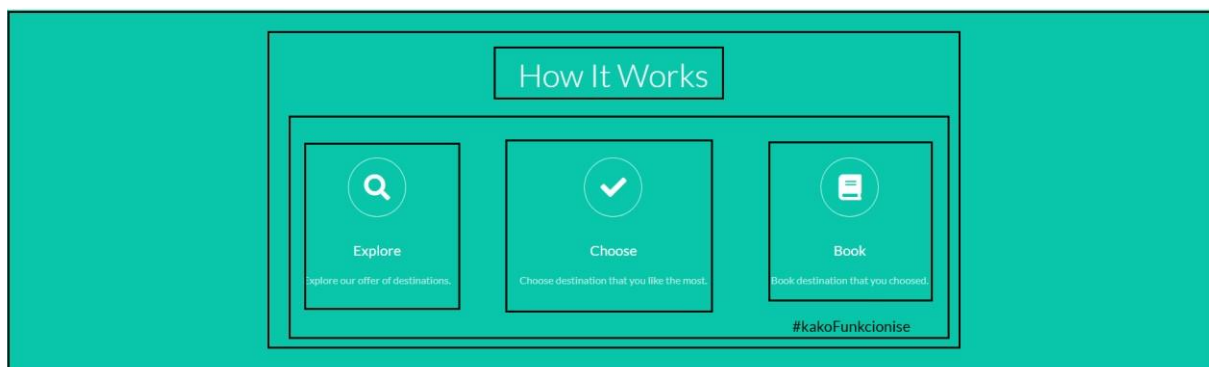 How It Works
Explore
Choose
Book
Explore our offer of destinations.
Choose destination that you like the most.
Book destination that you choosed.
#kakoFunkcionise